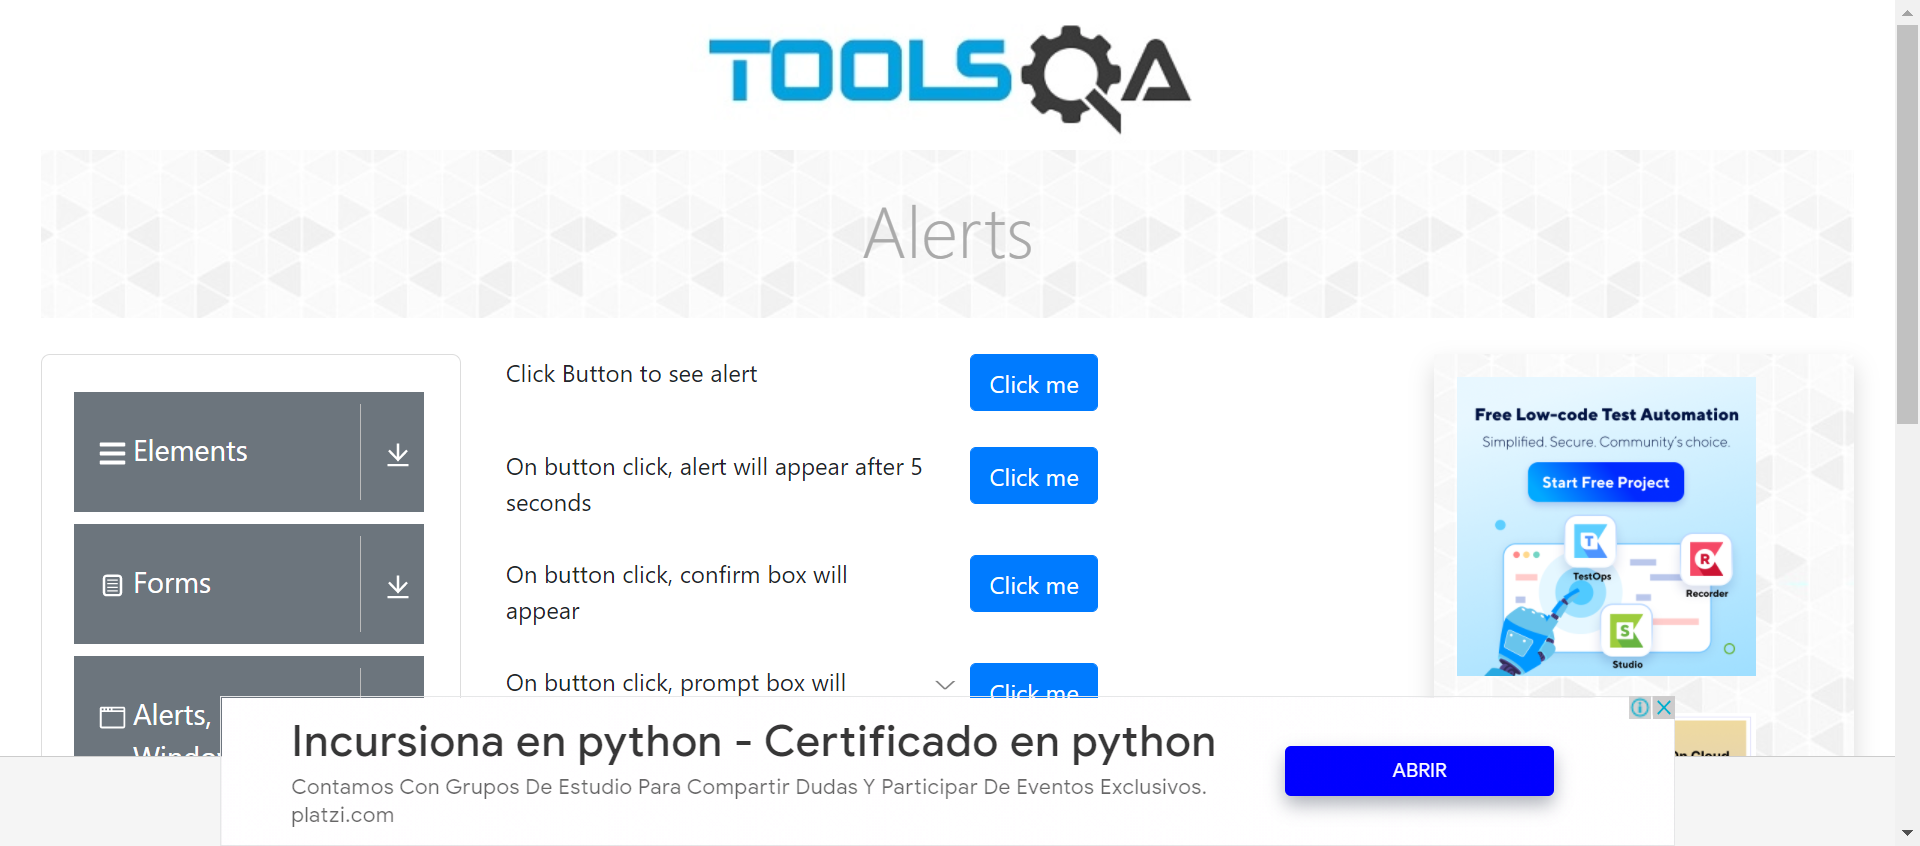 TOOLSQA
Alerts
Elements
Forms
Alerts,
Click Button to see alert
Click me
On button click, alert will appear after 5
seconds
Click me
On button click, confirm box will
appear
Click me
On button click, prompt box will
Click me
Free Low-code Test Automation
Simplified. Secure. Community's choice.
Start Free Project
TestOps
Recorder
Studio
On Cloud
Incursiona en python - Certificado en python
Contamos Con Grupos De Estudio Para Compartir Dudas Y Participar De Eventos Exclusivos.
platzi.com
ABRIR